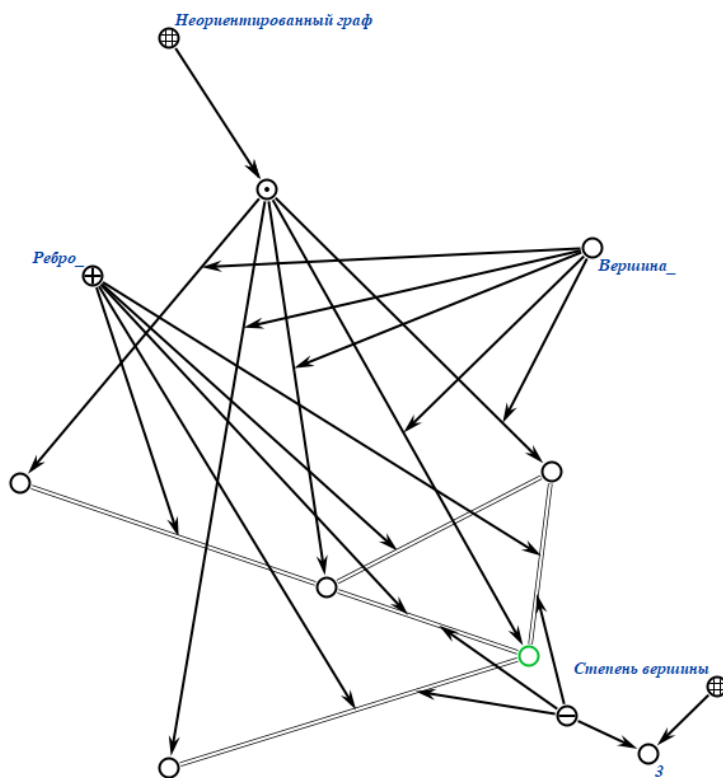 Неориентированный граф
Ребро_
Вершина_
Степень вершины
3